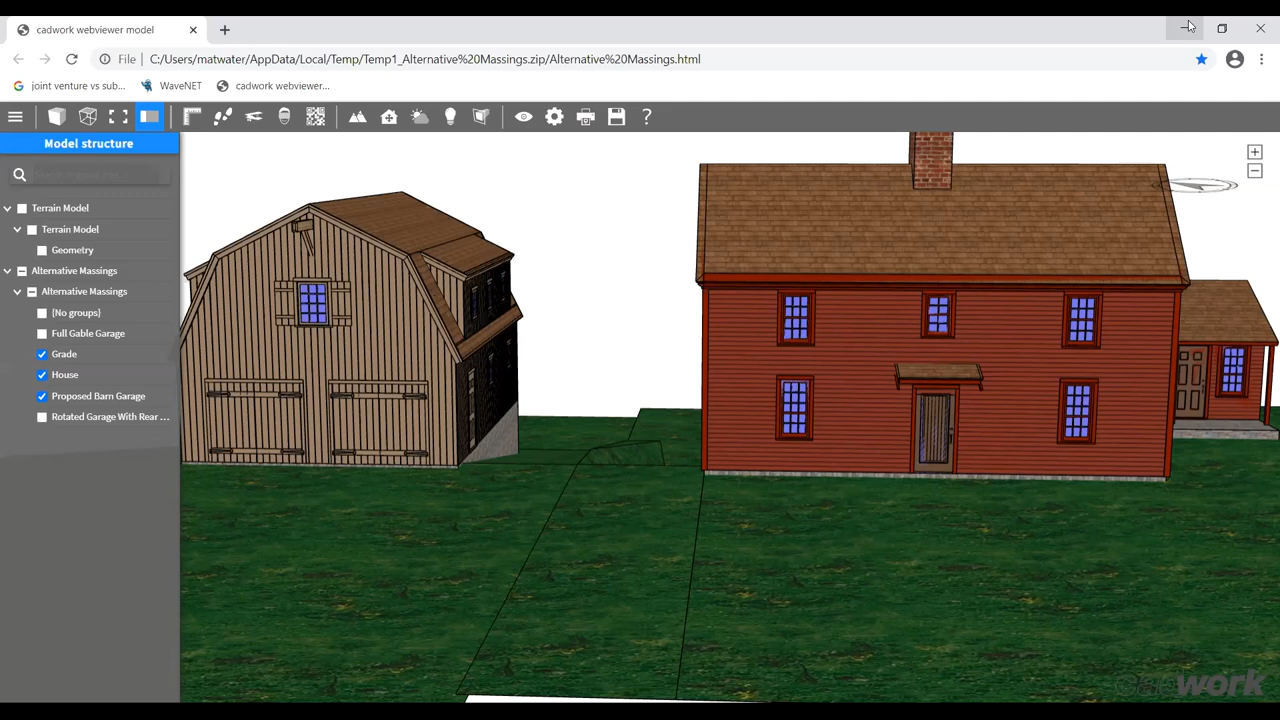 cadwork webviewer model
File
C:/Users/matwater/AppData/Local/Temp/Temp1_Alternative%20Massings.zip/Alternative%20Massings.html
joint venture vs sub...
WaveNET
cadwork webviewer...
Model structure
Terrain Model
Terrain Model
Geometry
Alternative Massings
Alternative Massings
(No groups)
Full Gable Garage
Grade
House
Proposed Barn Garage
Rotated Garage With Rear ...
cadwork